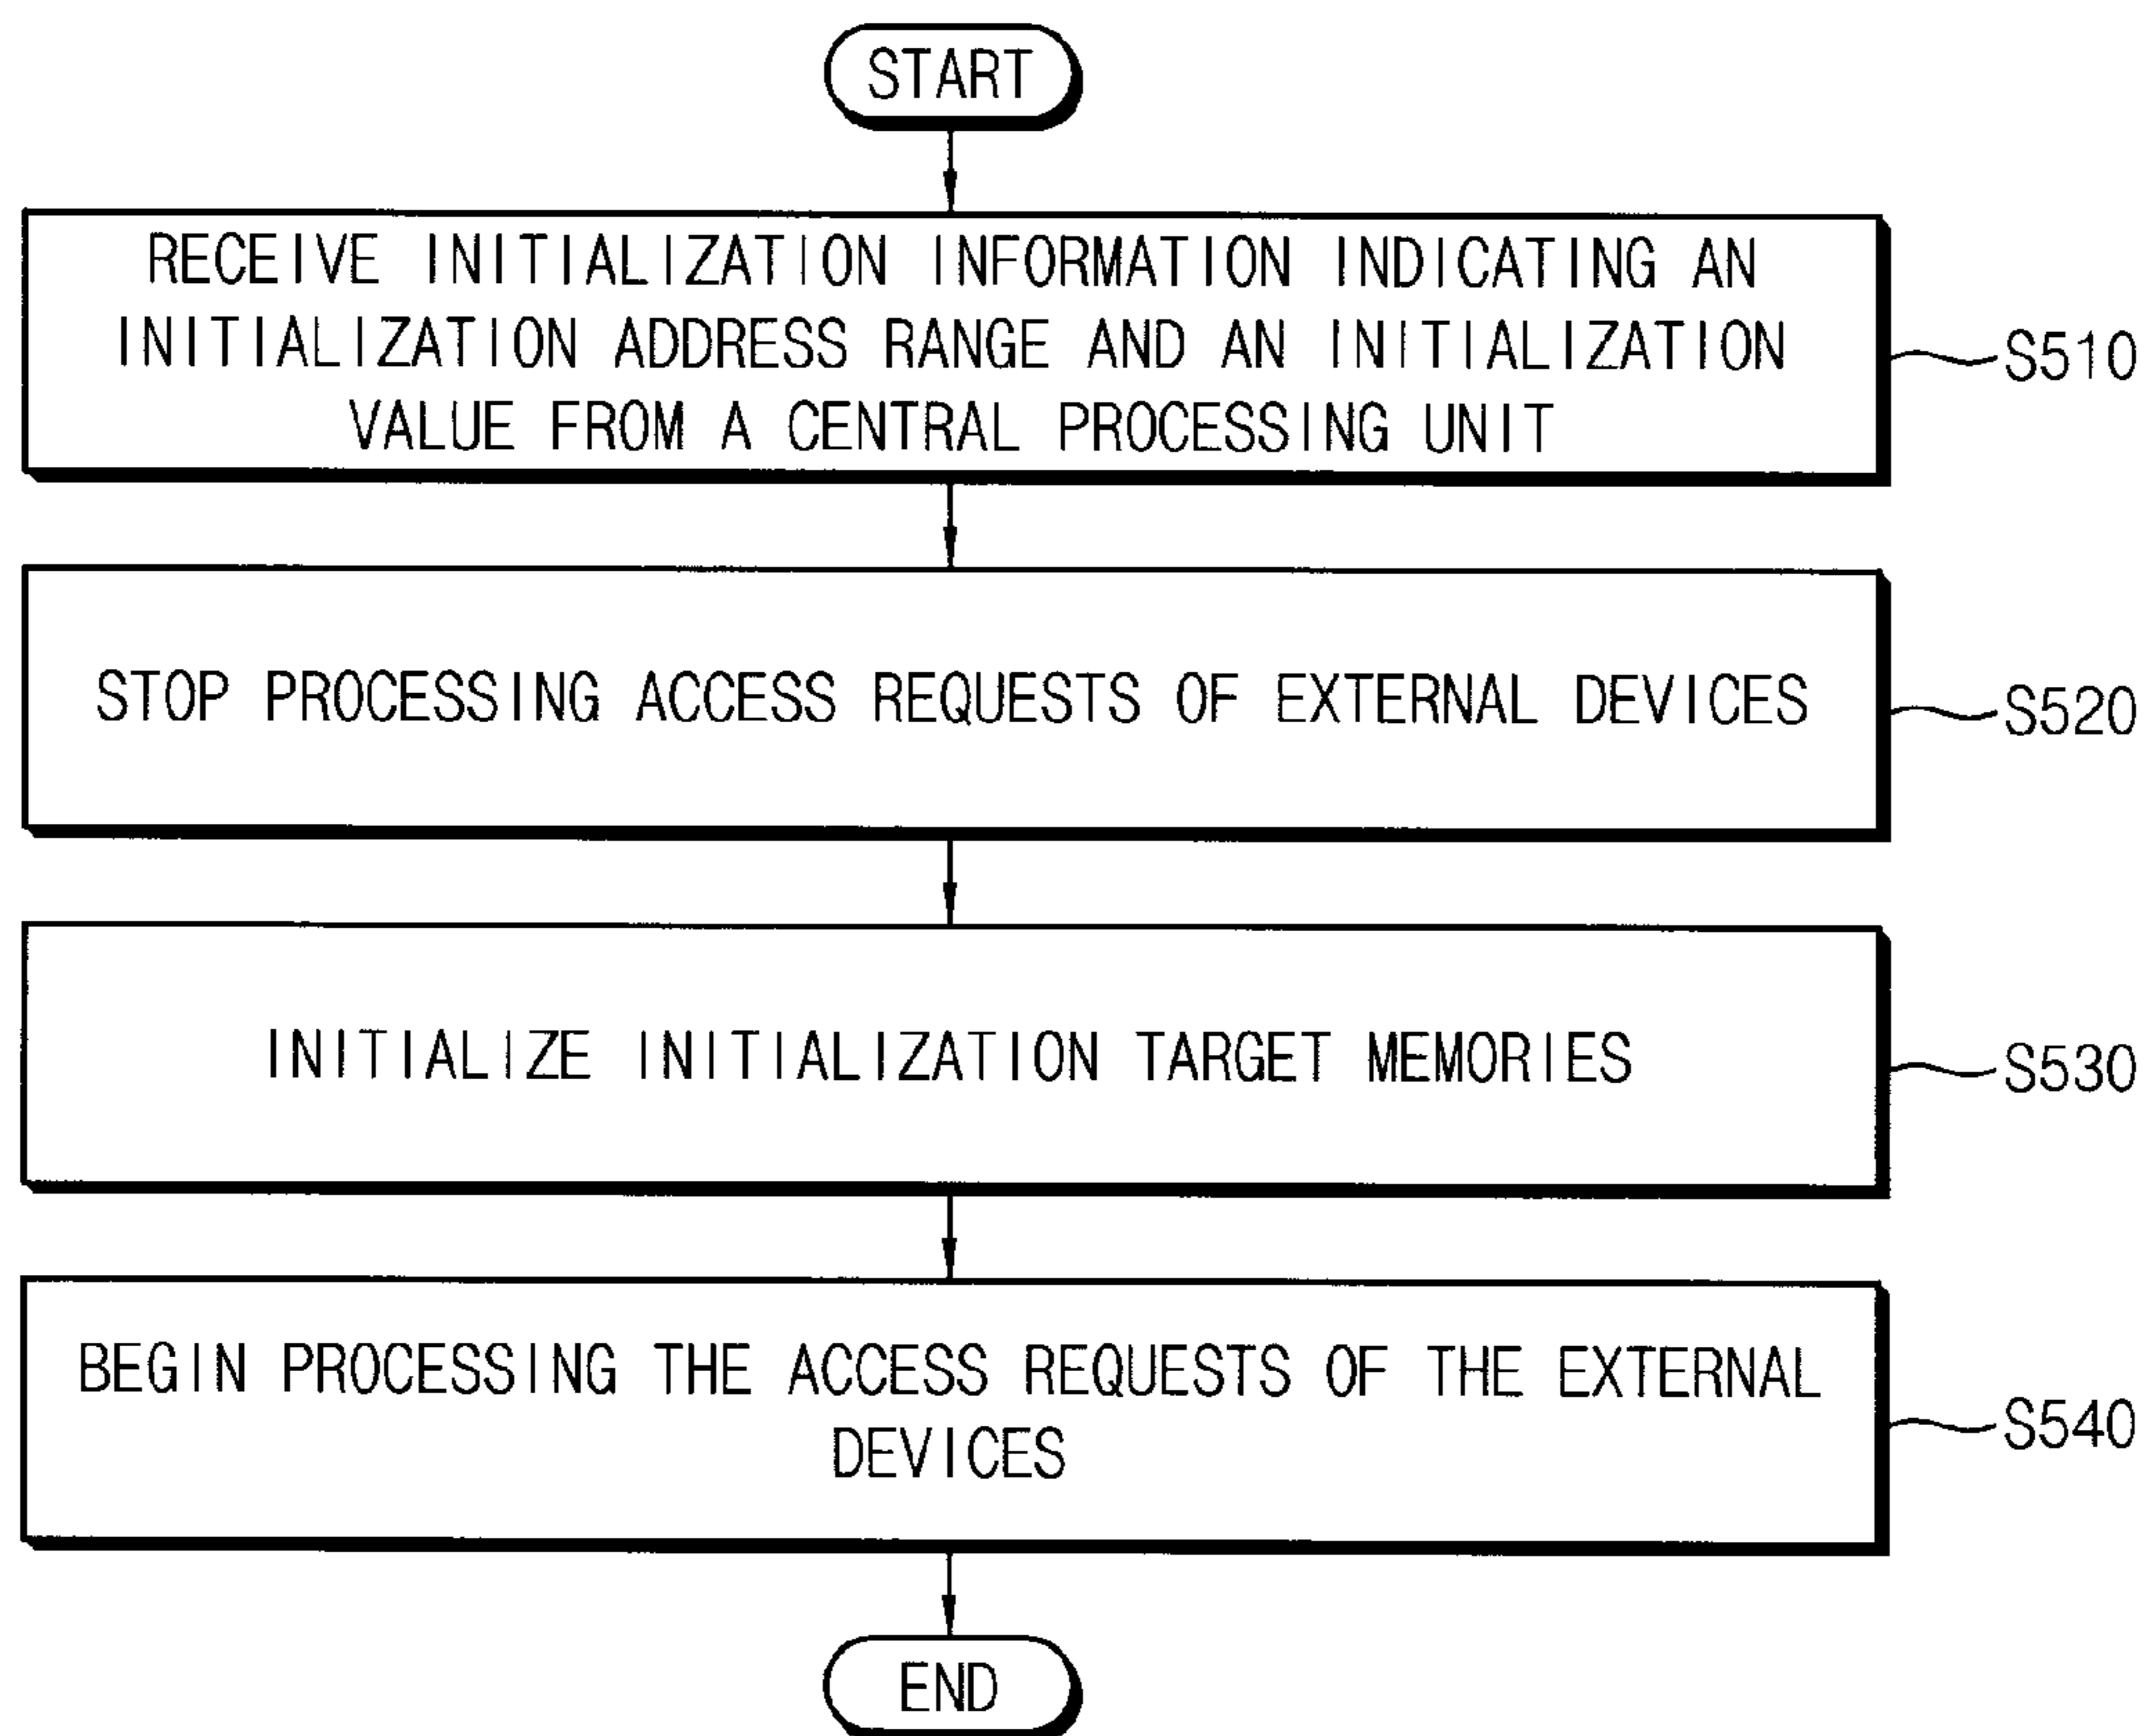 START
RECEIVE INITIALIZATION INFORMATION INDICATING AN
INITIALIZATION ADDRESS RANGE AND AN INITIALIZATION
VALUE FROM A CENTRAL PROCESSING UNIT
S510
STOP PROCESSING ACCESS REQUESTS OF EXTERNAL DEVICES
S520
INITIALIZE INITIALIZATION TARGET MEMORIES
S530
BEGIN PROCESSING THE ACCESS REQUESTS OF THE EXTERNAL
DEVICES
S540
END